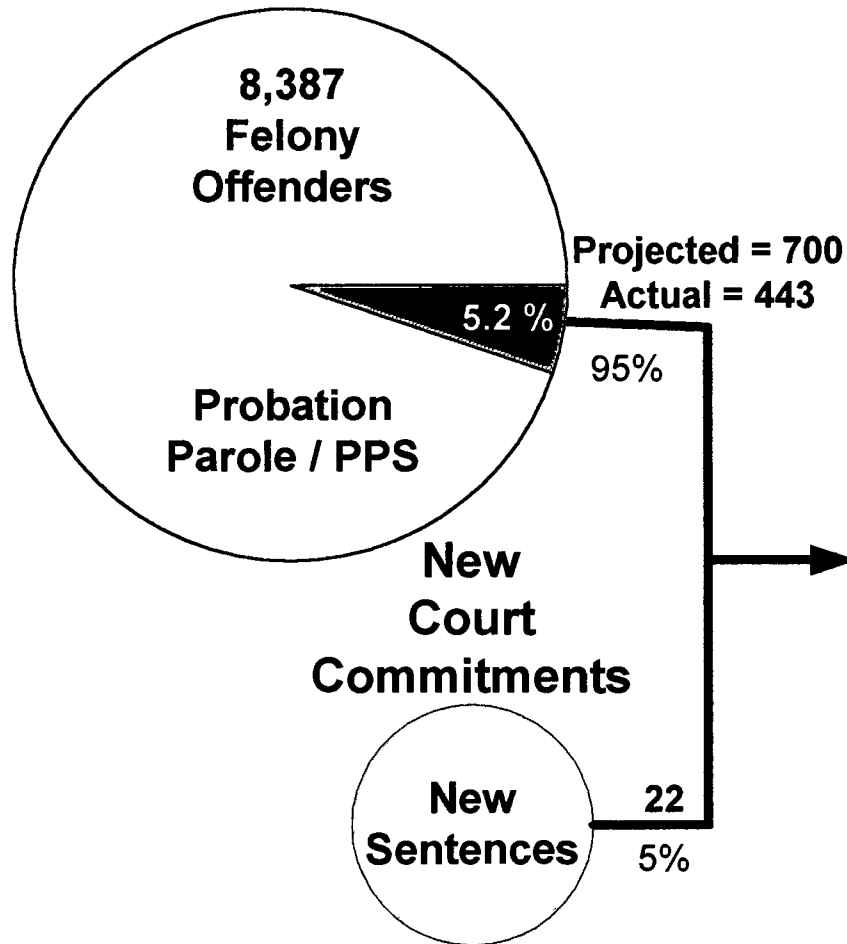 8,387
Felony
Offenders
Projected = 700
Actual = 443
5.2 %
95%
Probation
Parole / PPS
New
Court
Commitments
New
Sentences
22
5%